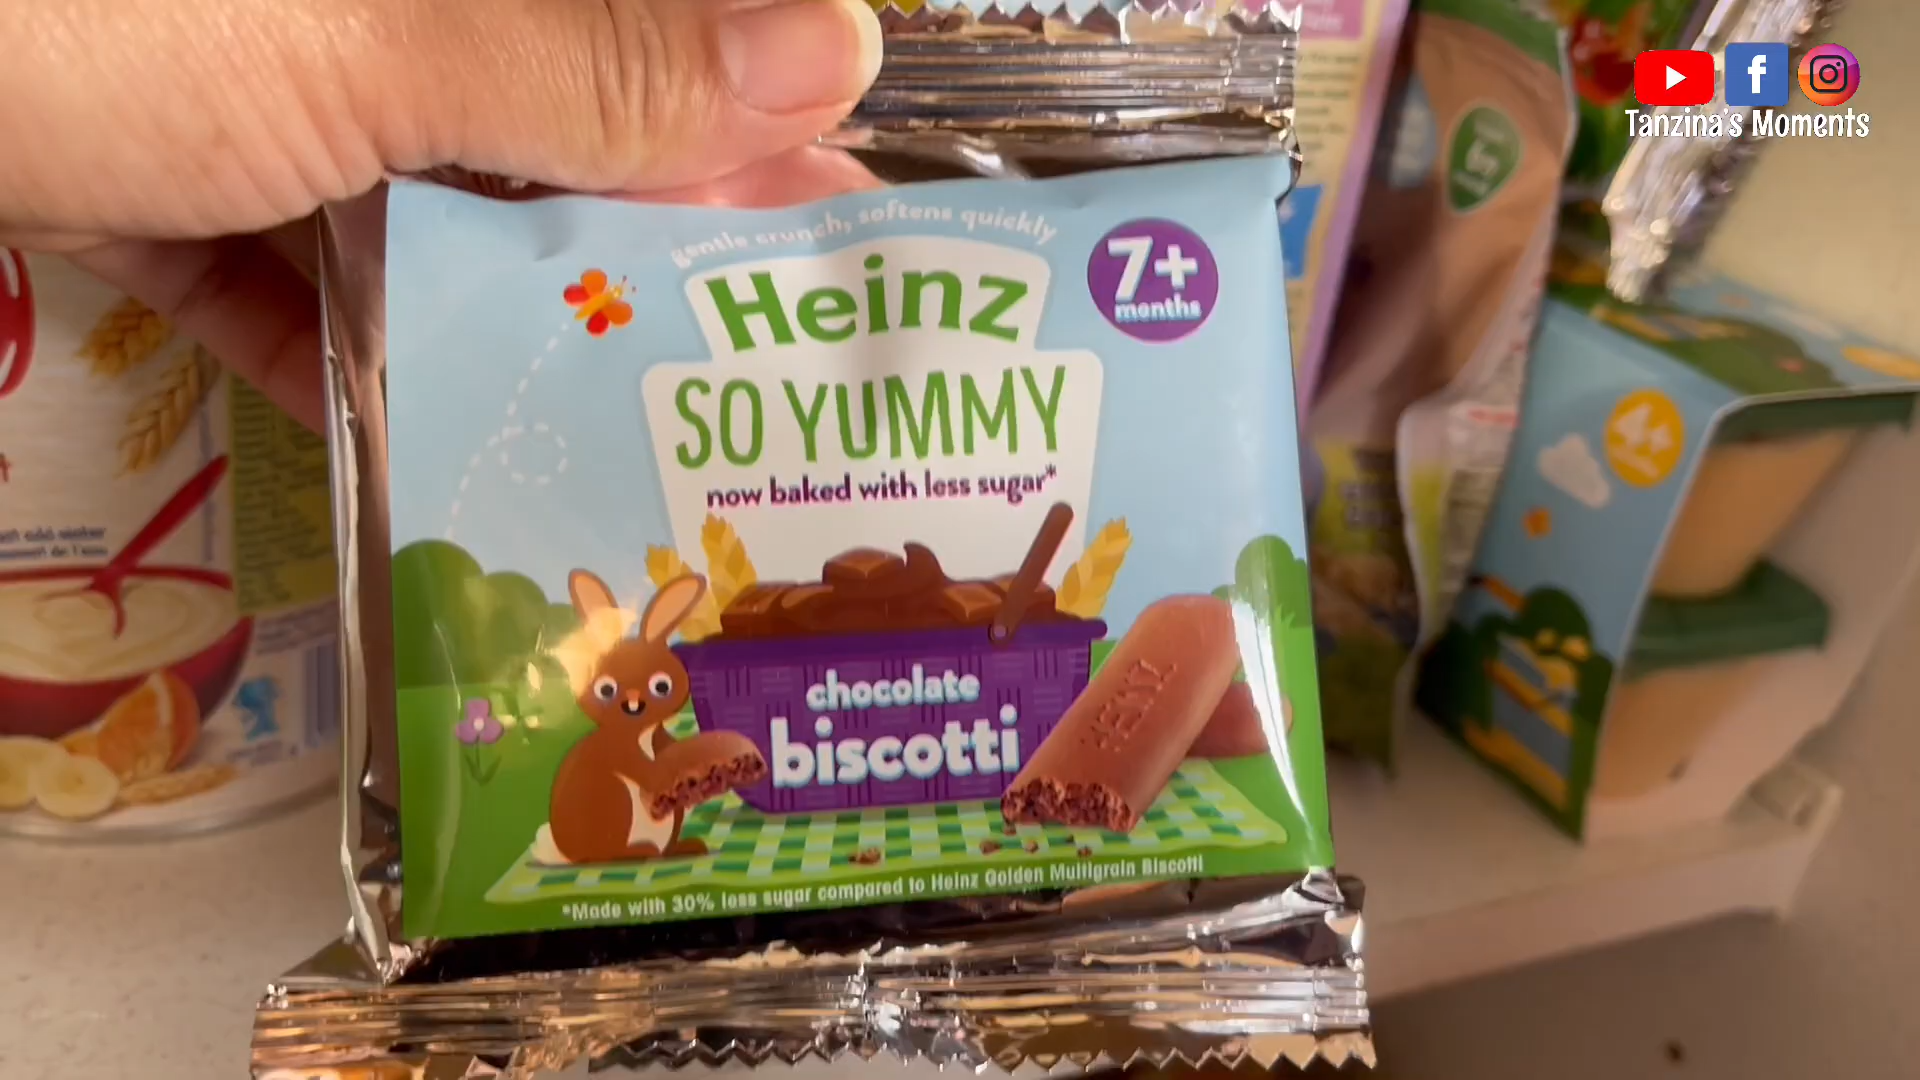 Tanzina's Moments
gentle crunch, softens quickly
Heinz
7+
months
SO YUMMY
now baked with less sugar*
chocolate
biscotti
HEINZ
*Made with 30% less sugar compared to Heinz Golden Multigrain Biscotti
4+